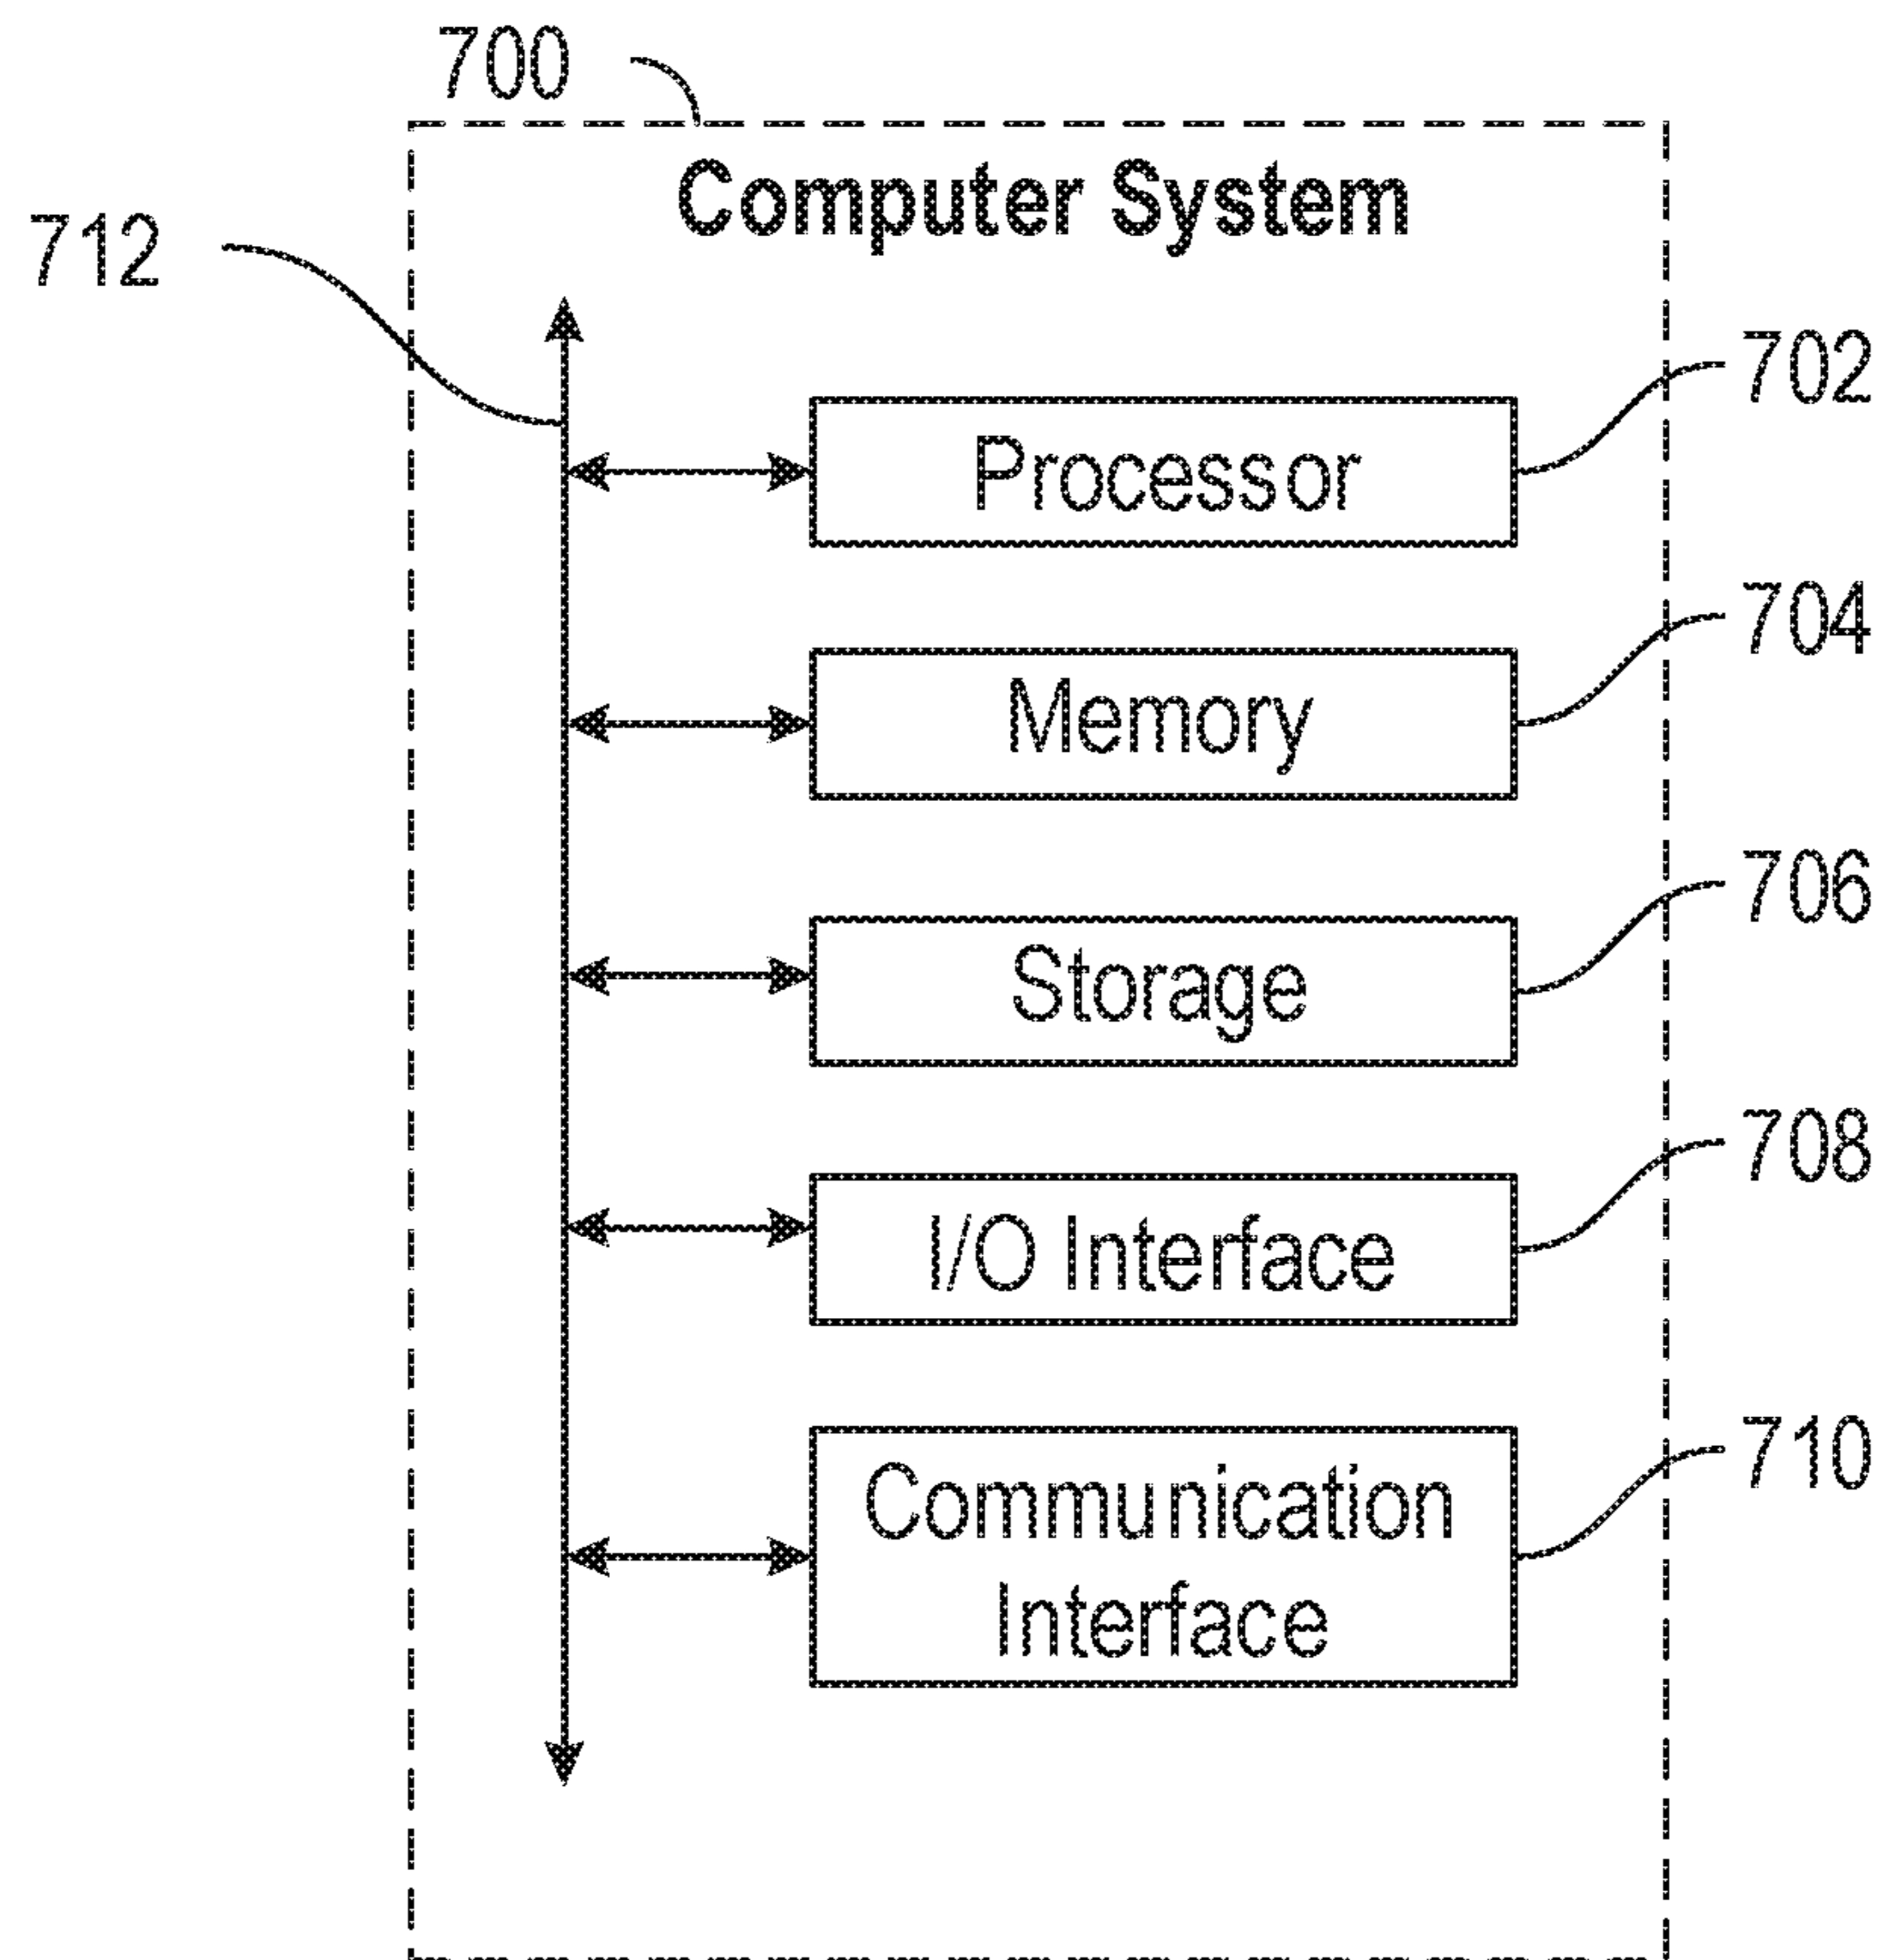 700
Computer System
712
702
Processor
704
Memory
706
Storage
708
I/O Interface
710
Communication
Interface